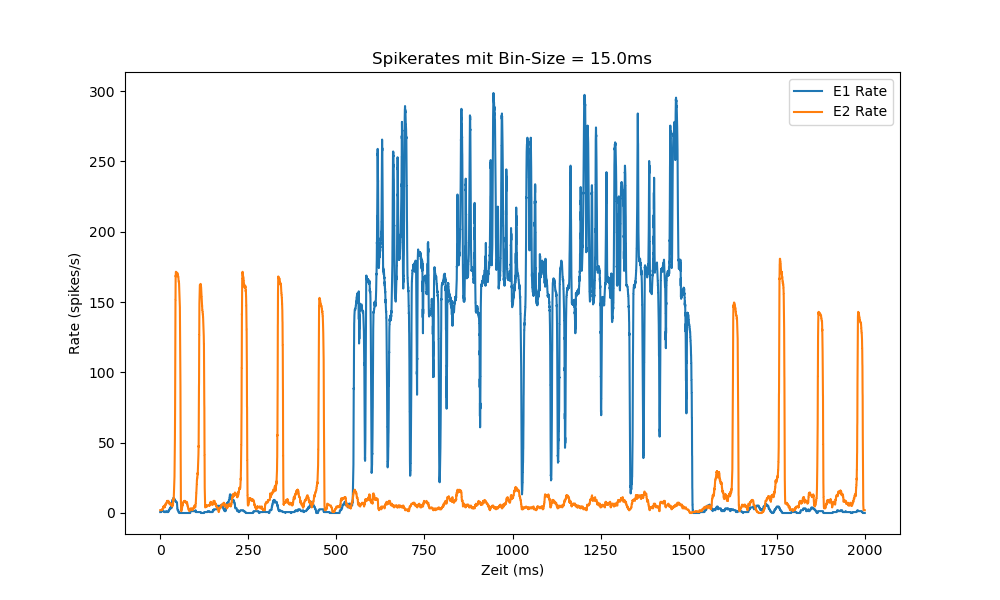 Spikerates mit Bin-Size = 15.0ms
E1 Rate
E2 Rate
300
250
200
150
100
50
0
Rate (spikes/s)
0 250 500 750 1000 1250 1500 1750 2000
Zeit (ms)